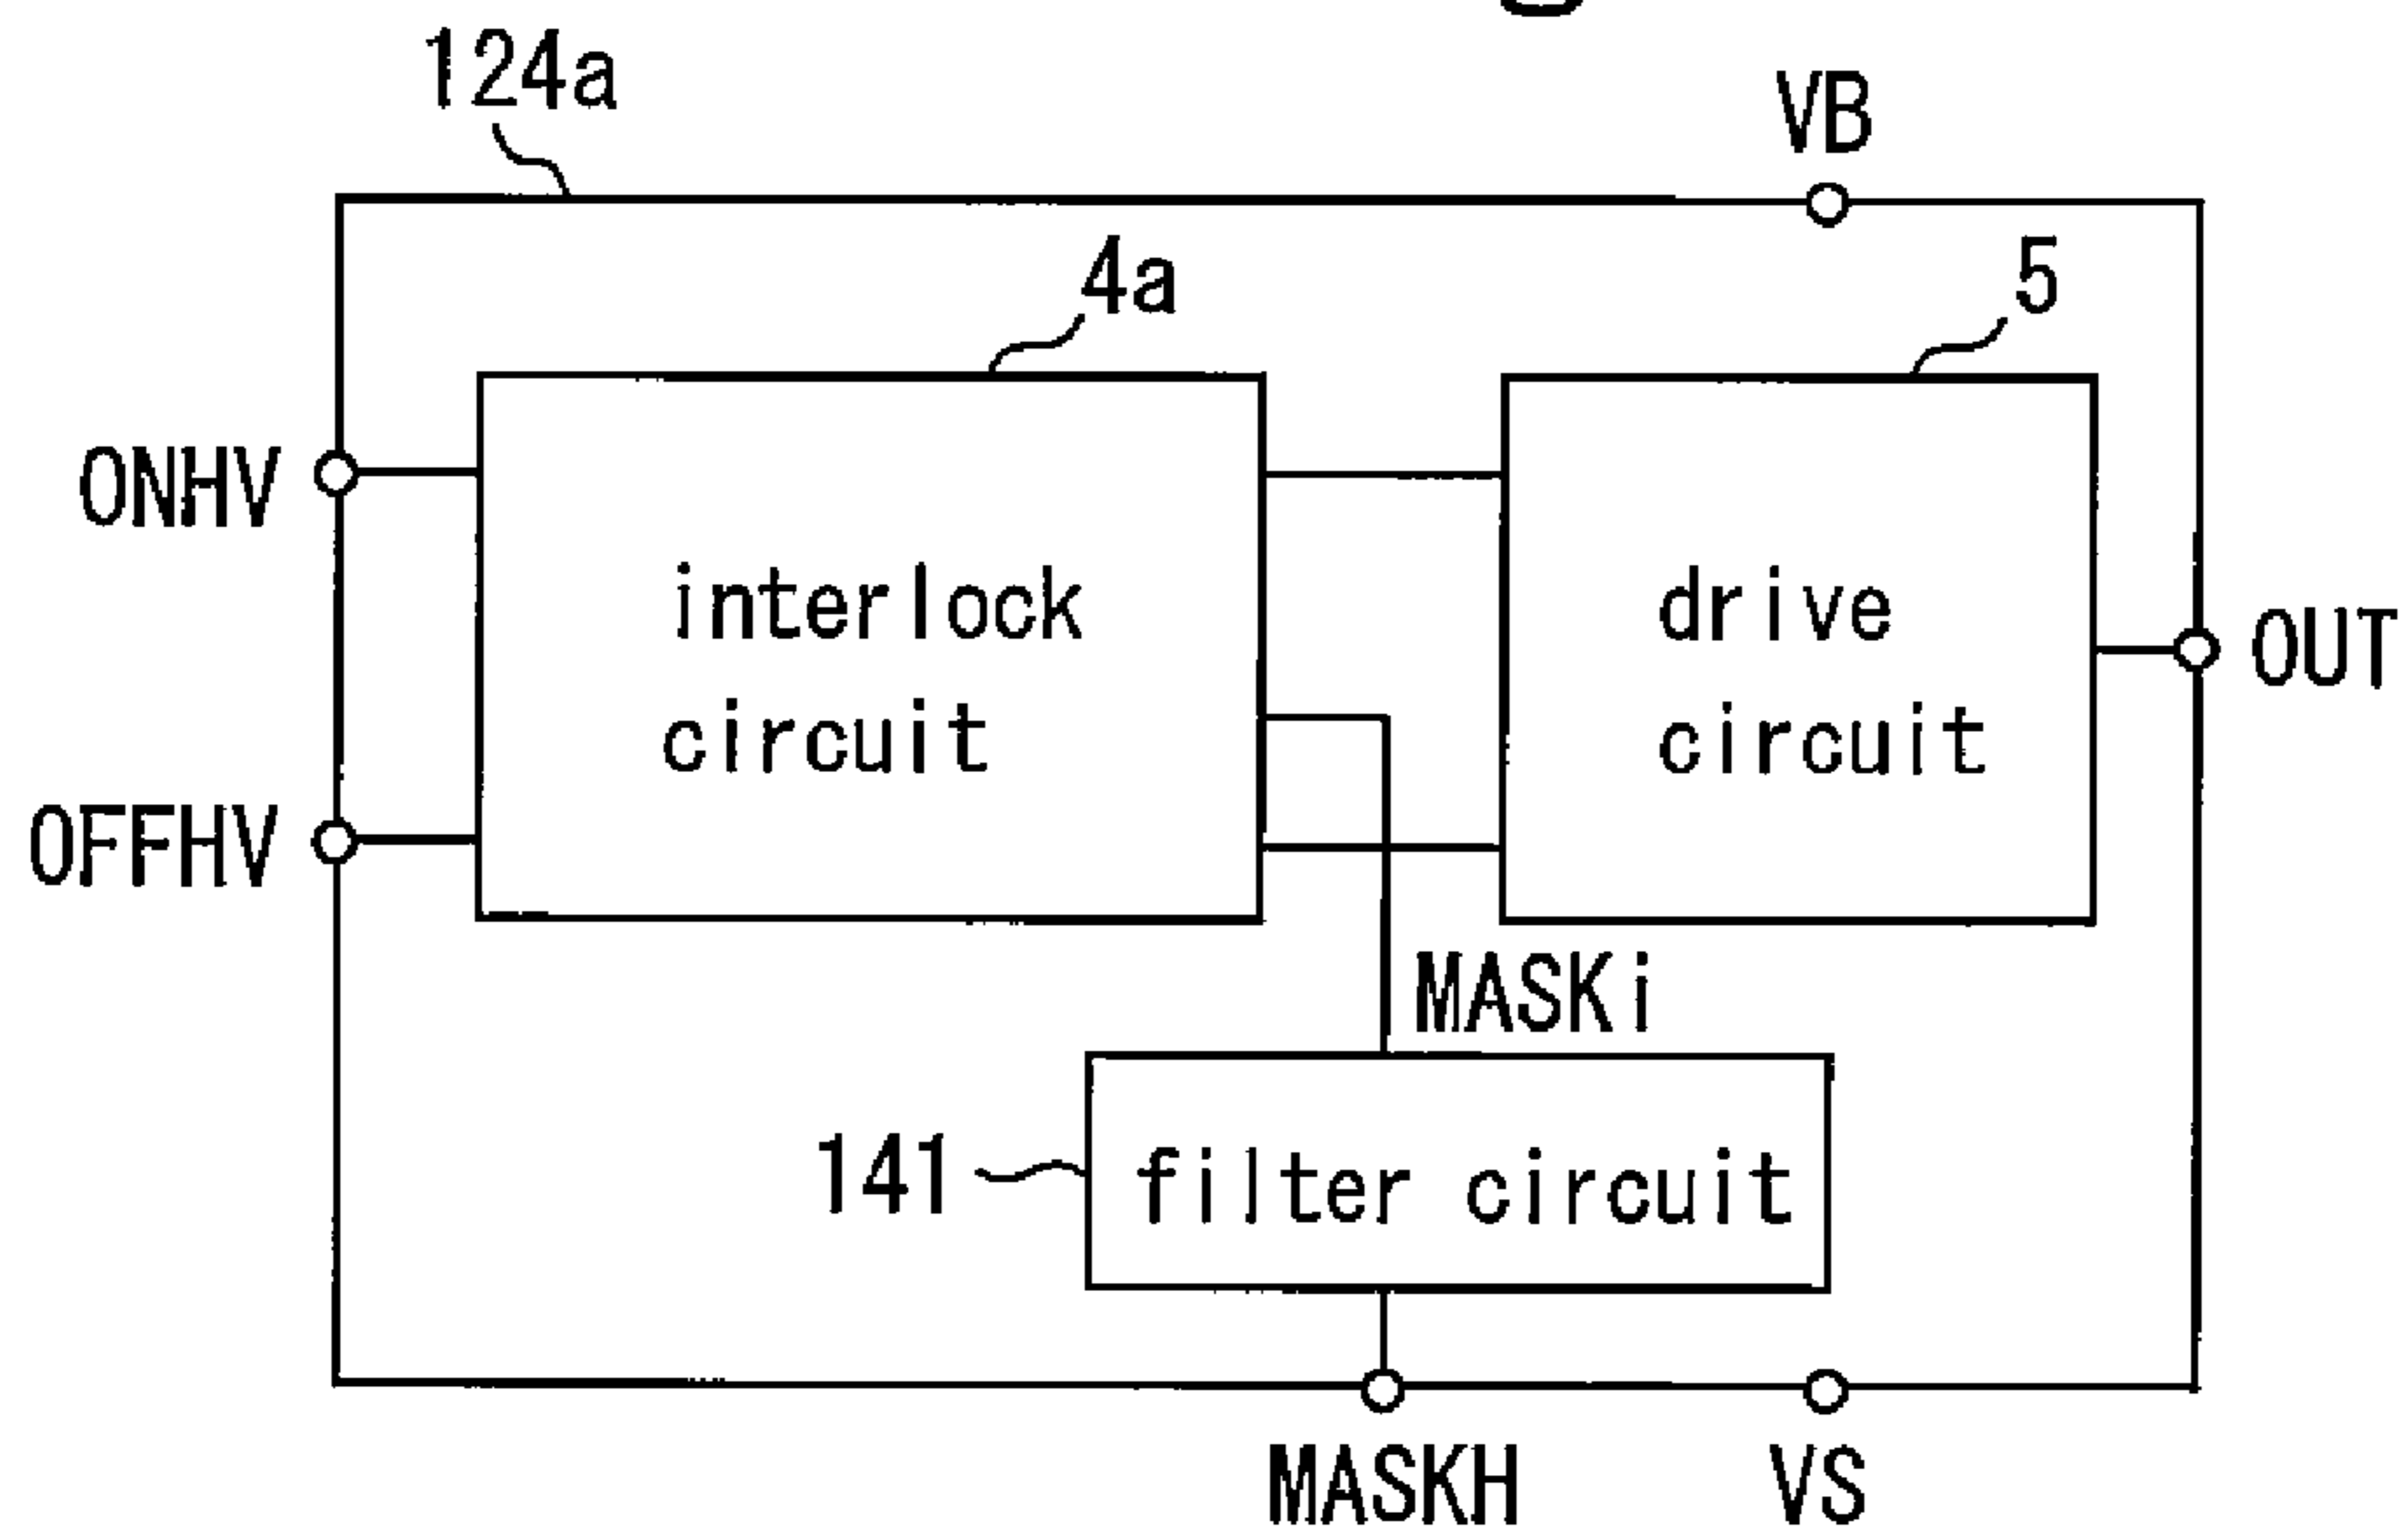 124a
VB
4a
5
ONHV
interlock
circuit
drive
circuit
OUT
OFFHV
MASKi
141
filter circuit
MASKH
VS